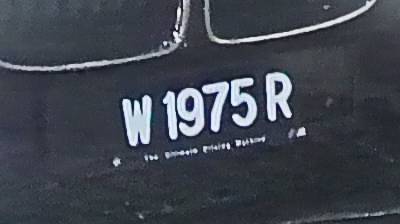 W 1975 R
The Ultimate Driving Machine